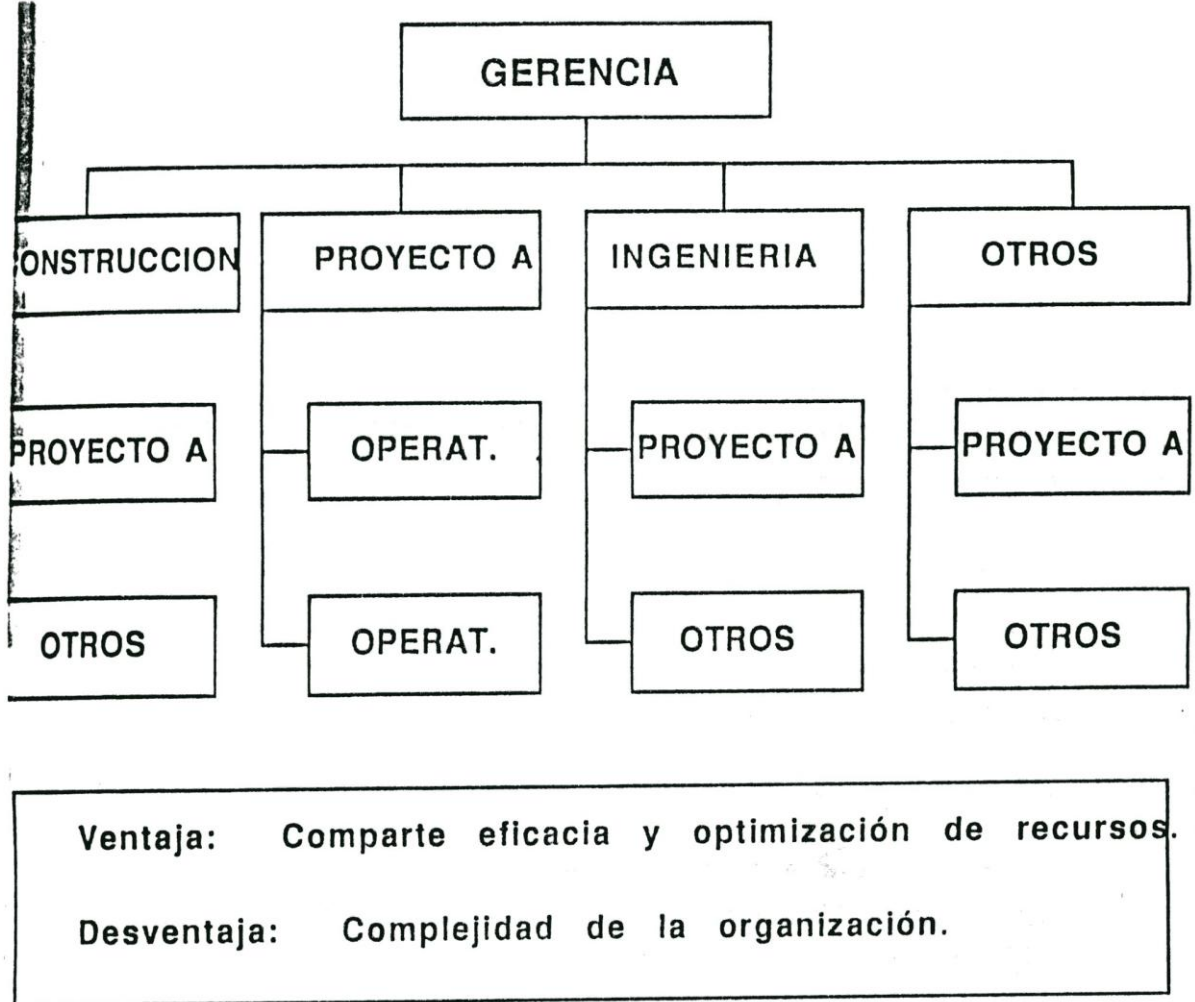 GERENCIA
ONSTRUCCION PROYECTO A INGENIERIA OTROS
PROYECTO A OPERAT. PROYECTO A PROYECTO A
OTROS OPERAT. OTROS OTROS
Ventaja: Comparte eficacia y optimización de recursos.
Desventaja: Complejidad de la organización.